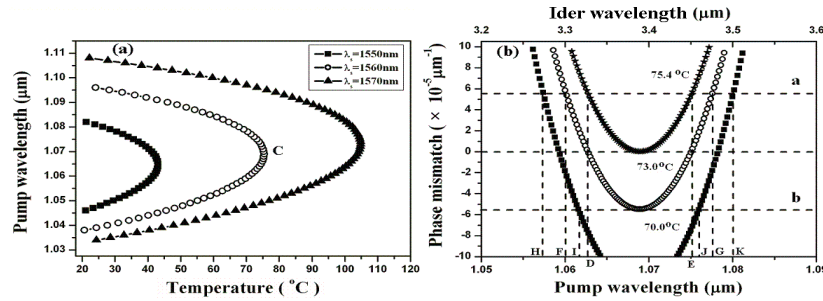 (a)
λs=1550nm
λs=1560nm
λs=1570nm
C
1.11
1.10
1.09
1.08
1.07
1.06
1.05
1.04
1.03
Pump wavelength (μm)
20 30 40 50 60 70 80 90 100 110 120
Temperature ( °C)
Ider wavelength (μm)
3.2 3.3 3.4 3.5 3.6
(b)
75.4 °C
a
73.0°C
b
70.0°C
10
8
6
4
2
0
-2
-4
-6
-8
-10
Phase mismatch ( × 10⁻⁵ μm⁻¹)
H F I D E J G K
1.05 1.06 1.07 1.08 1.09
Pump wavelength (μm)